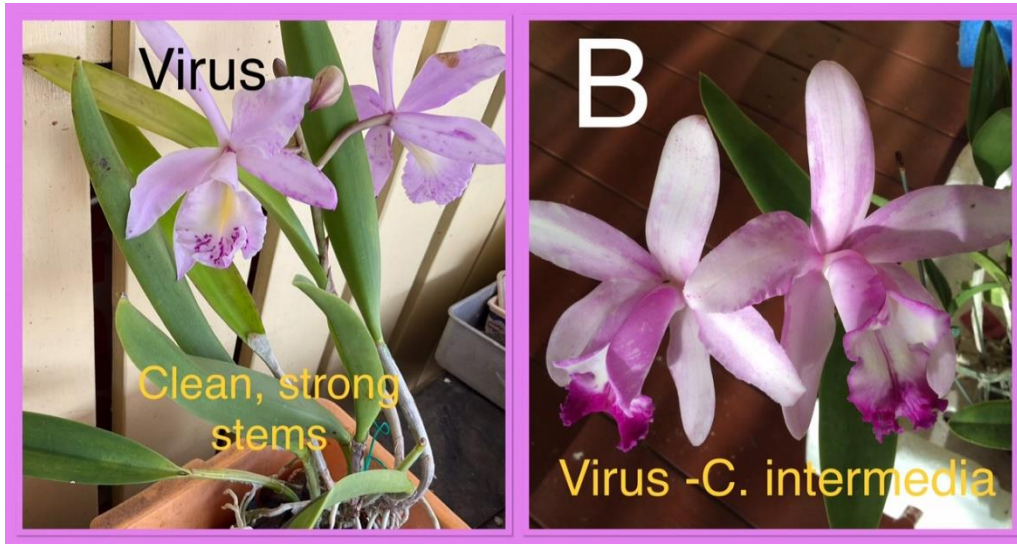 Virus
Clean, strong
stems
B
Virus -C. intermedia